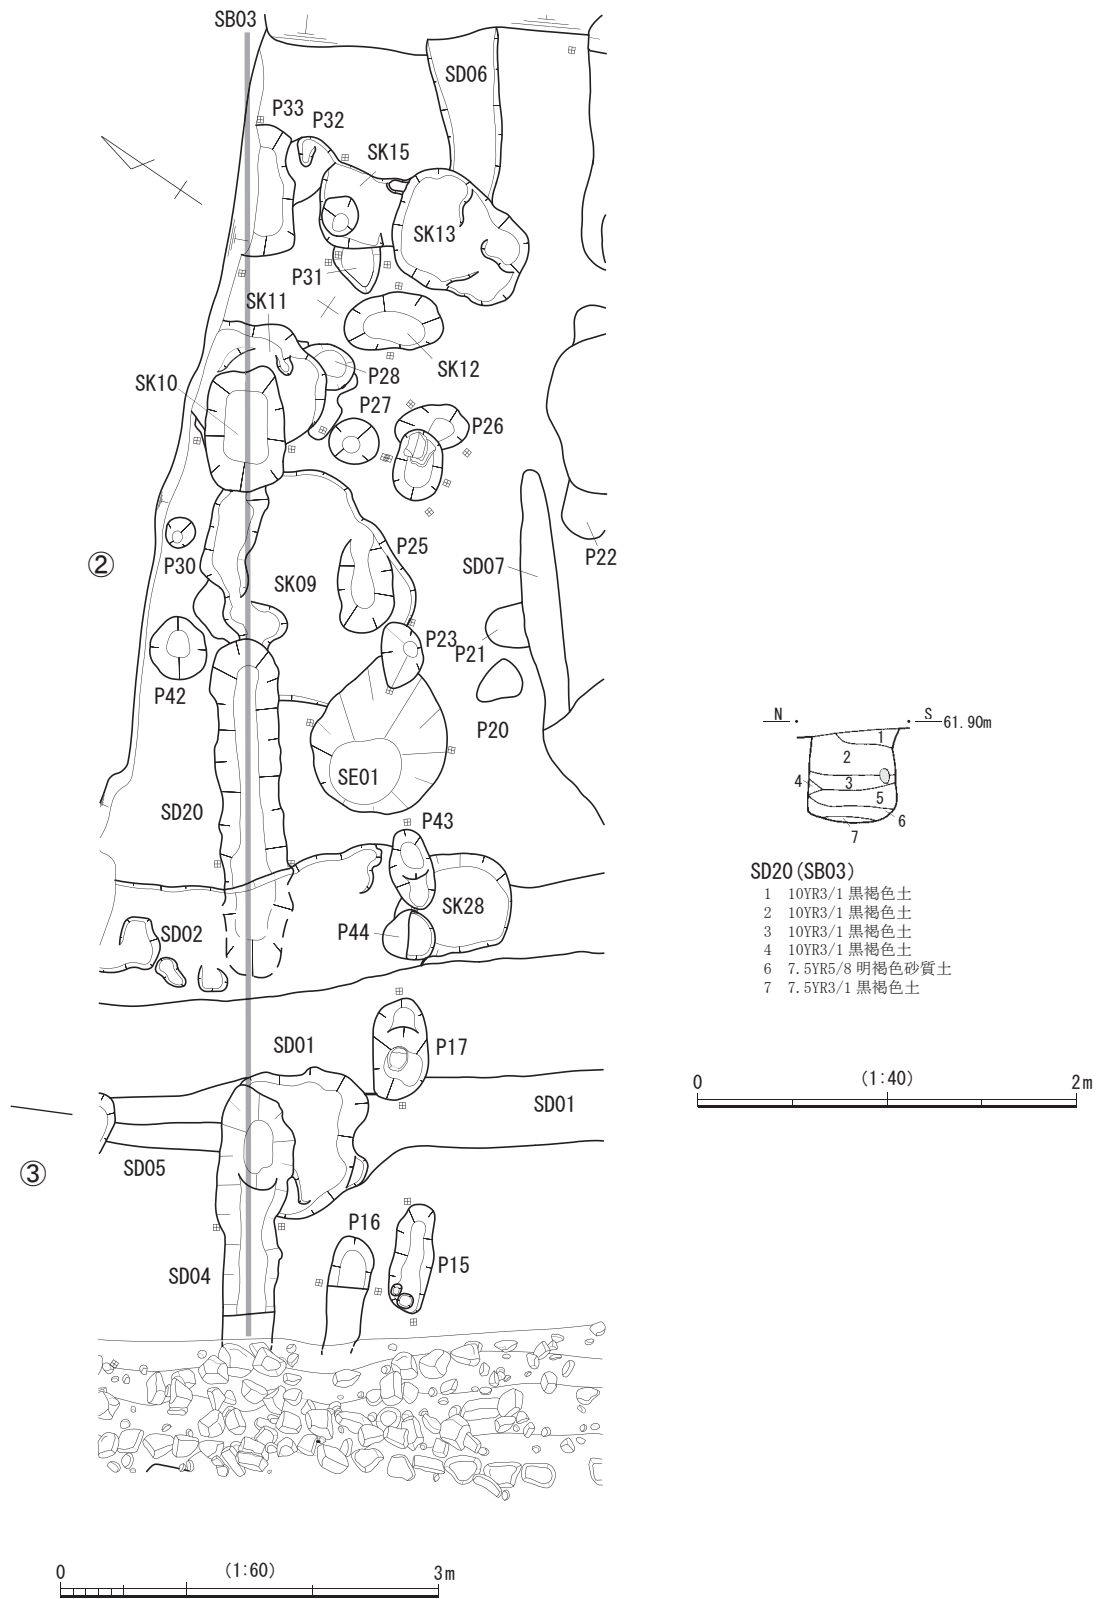 SB03
SD06
P33
P32
SK15
SK13
P31
SK11
SK12
P28
SK10
P27
P26
P25
②
P30
SK09
SD07
P22
P23
P21
P42
P20
SE01
SD20
P43
SK28
P44
SD02
SD01
P17
SD01
③
SD05
P16
P15
SD04
0 (1:60) 3m
N S 61.90m
1
2
4 3
5
6
7
SD20(SB03)
1 10YR3/1 黒褐色土
2 10YR3/1 黒褐色土
3 10YR3/1 黒褐色土
4 10YR3/1 黒褐色土
6 7.5YR5/8 明褐色砂質土
7 7.5YR3/1 黒褐色土
0 (1:40) 2m